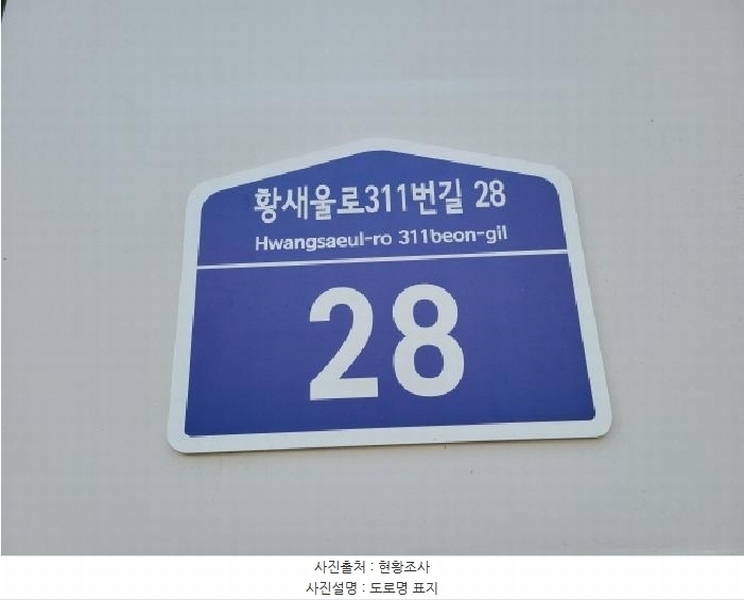 황새울로311번길 28
Hwangsaeul-ro 311beon-gil
28
사진출처 : 현황조사
사진설명 : 도로명 표지